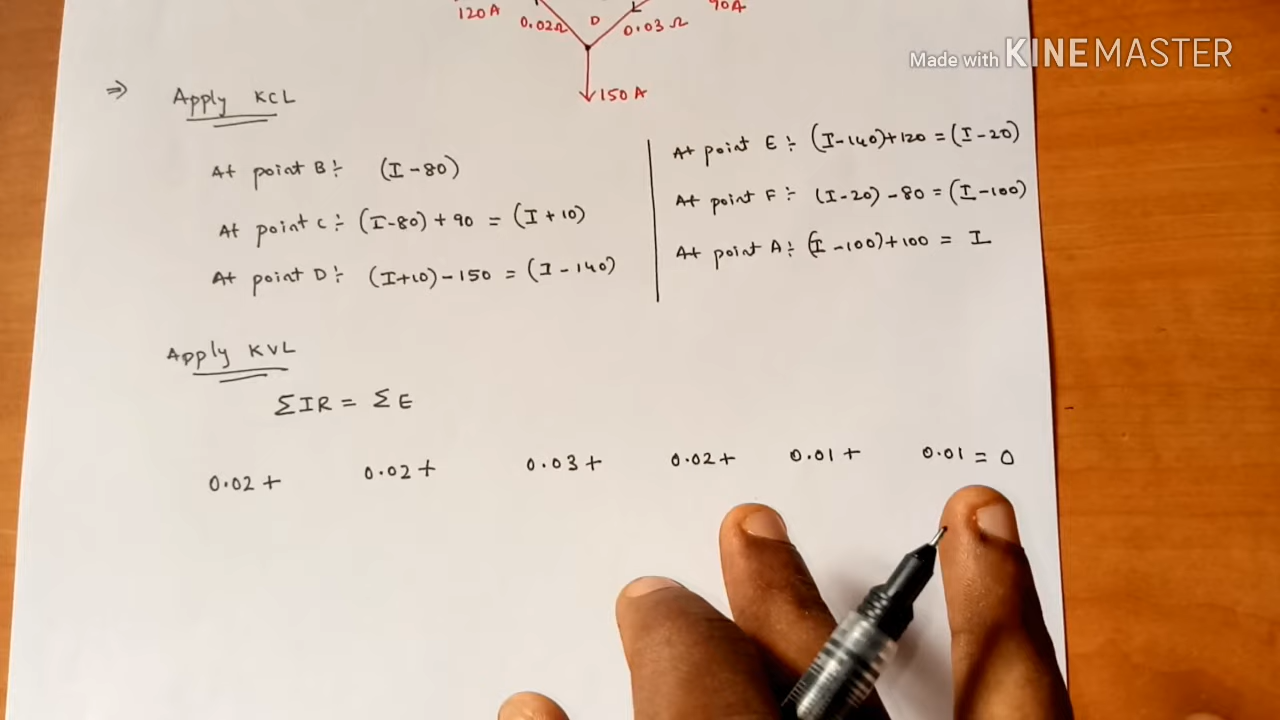 120A 0.02Ω D 0.03Ω 90A
150A
Made with KINEMASTER
⇒ Apply KCL
At point B ÷ (I-80)
At point C ÷ (I-80) + 90 = (I+10)
At point D ÷ (I+10) - 150 = (I-140)
At point E ÷ (I-140)+120 = (I-20)
At point F ÷ (I-20) - 80 = (I-100)
At point A ÷ (I-100)+100 = I
Apply KVL
ΣIR = ΣE
0.02 + 0.02 + 0.03 + 0.02 + 0.01 + 0.01 = 0